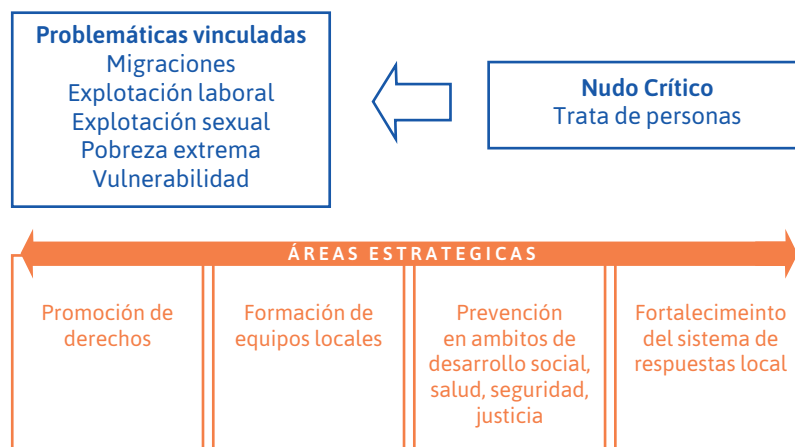 Problemáticas vinculadas
Migraciones
Explotación laboral
Explotación sexual
Pobreza extrema
Vulnerabilidad
Nudo Crítico
Trata de personas
ÁREAS ESTRATEGICAS
Promoción de
derechos
Formación de
equipos locales
Prevención
en ambitos de
desarrollo social,
salud, seguridad,
justicia
Fortalecimeinto
del sistema de
respuestas local